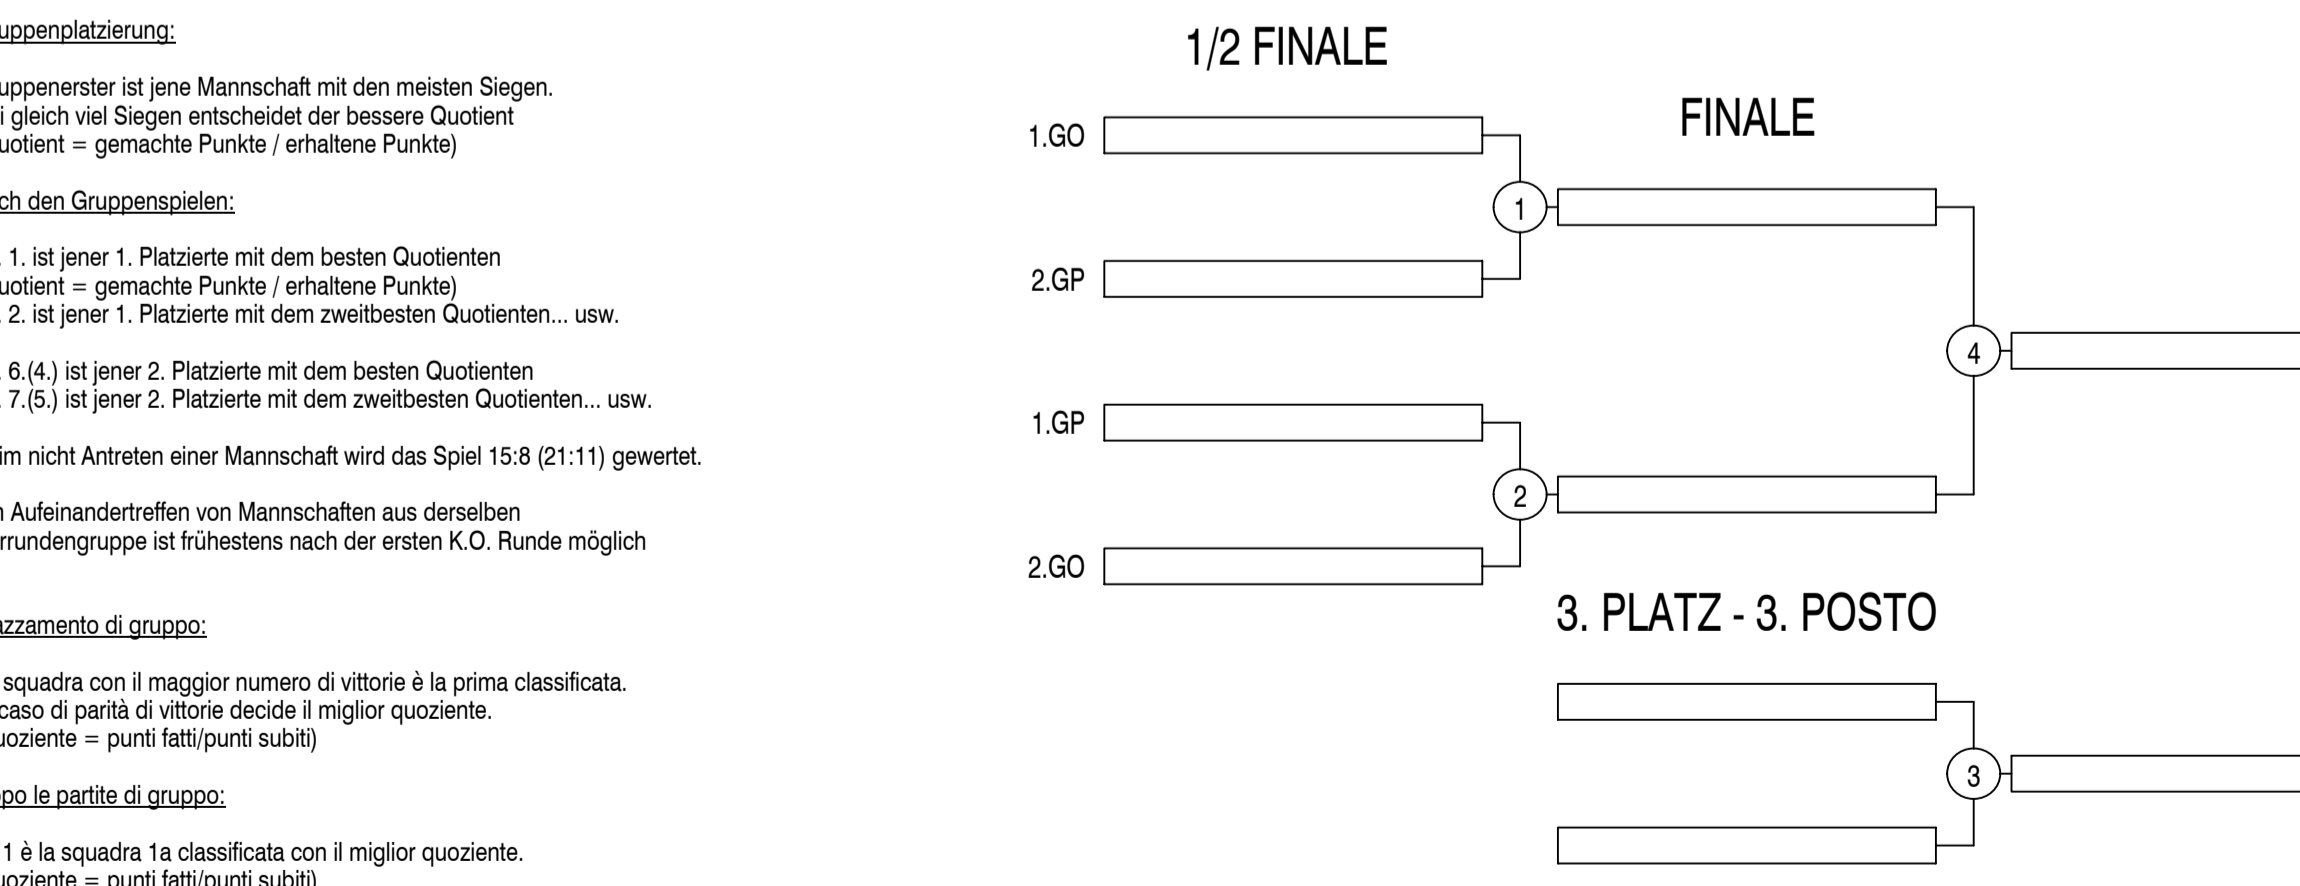 uppenplatzierung:
uppenerster ist jene Mannschaft mit den meisten Siegen.
i gleich viel Siegen entscheidet der bessere Quotient
uotient = gemachte Punkte / erhaltene Punkte)
ch den Gruppenspielen:
. 1. ist jener 1. Platzierte mit dem besten Quotienten
uotient = gemachte Punkte / erhaltene Punkte)
. 2. ist jener 1. Platzierte mit dem zweitbesten Quotienten... usw.
. 6.(4.) ist jener 2. Platzierte mit dem besten Quotienten
. 7.(5.) ist jener 2. Platzierte mit dem zweitbesten Quotienten... usw.
im nicht Antreten einer Mannschaft wird das Spiel 15:8 (21:11) gewertet.
n Aufeinandertreffen von Mannschaften aus derselben
rrundengruppe ist frühestens nach der ersten K.O. Runde möglich
azzamento di gruppo:
squadra con il maggior numero di vittorie è la prima classificata.
caso di parità di vittorie decide il miglior quoziente.
uoziente = punti fatti/punti subiti)
po le partite di gruppo:
1 è la squadra 1a classificata con il miglior quoziente.
uoziente = punti fatti/punti subiti)
1/2 FINALE
FINALE
1.GO
1
2.GP
4
1.GP
2
2.GO
3. PLATZ - 3. POSTO
3